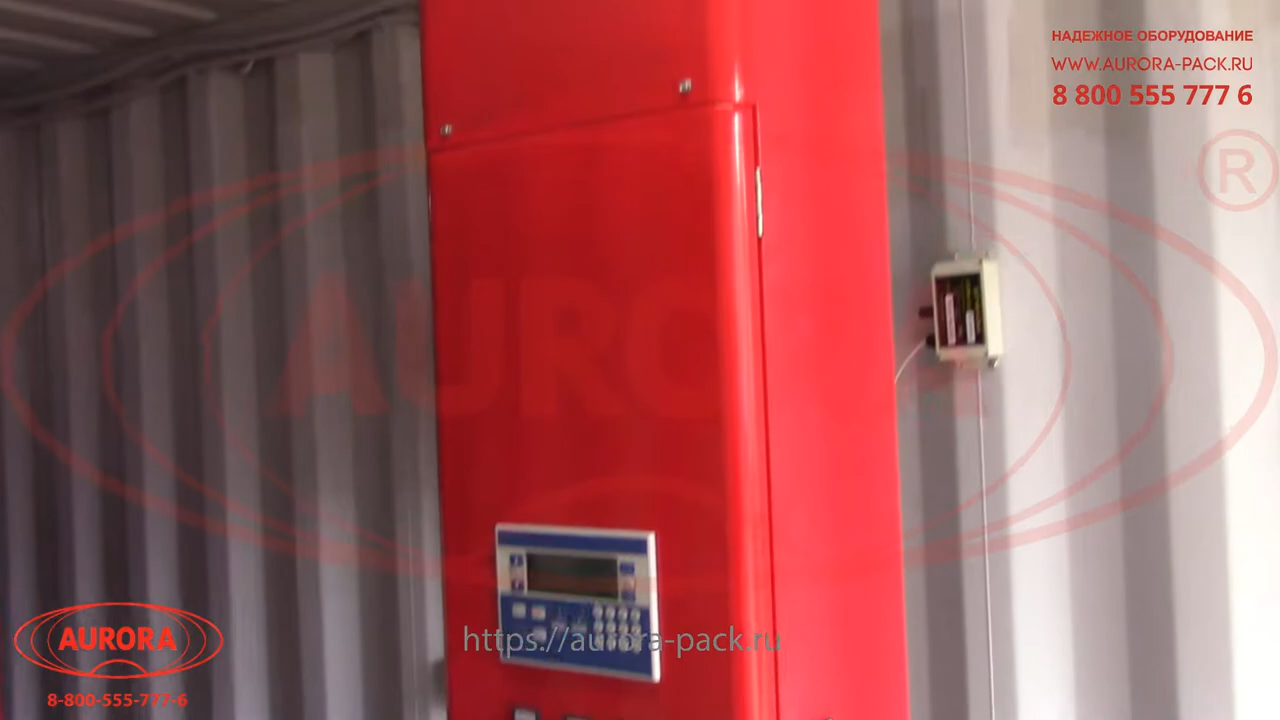 НАДЕЖНОЕ ОБОРУДОВАНИЕ
WWW.AURORA-PACK.RU
8 800 555 777 6
®
AURORA
https://aurora-pack.ru
AURORA
8-800-555-777-6